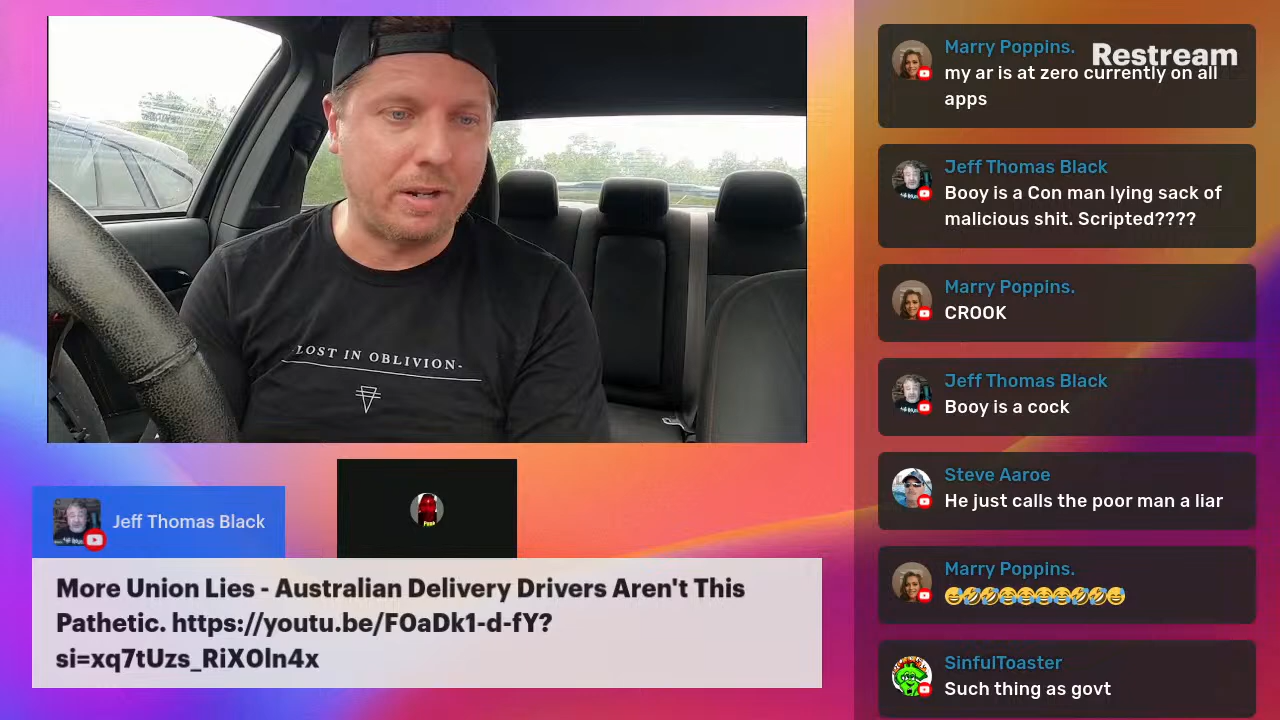 -LOST IN OBLIVION-
Jeff Thomas Black
More Union Lies - Australian Delivery Drivers Aren't This
Pathetic. https://youtu.be/FOaDk1-d-fY?
si=xq7tUzs_RiXOln4x
Restream
Marry Poppins.
my ar is at zero currently on all
apps
Jeff Thomas Black
Booy is a Con man lying sack of
malicious shit. Scripted????
Marry Poppins.
CROOK
Jeff Thomas Black
Booy is a cock
Steve Aaroe
He just calls the poor man a liar
Marry Poppins.
😅🤣🤣😂😂😂😂🤣🤣😅
SinfulToaster
Such thing as govt